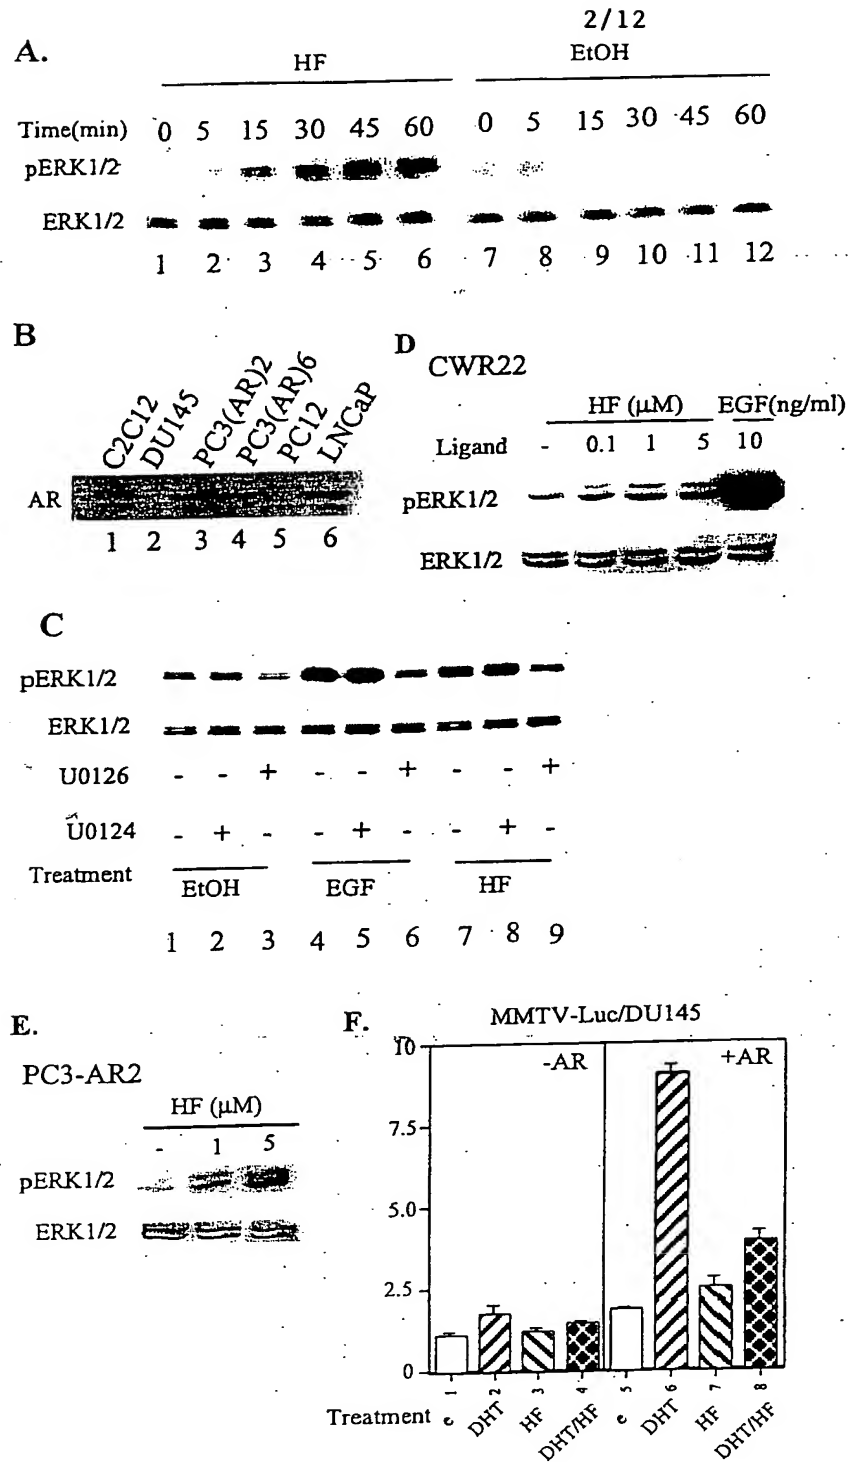 2/12
A.
HF EtOH
Time(min) 0 5 15 30 45 60 0 5 15 30 45 60
pERK1/2
ERK1/2
1 2 3 4 5 6 7 8 9 10 11 12
B
C2C12 DU145 PC3(AR)2 PC3(AR)6 PC12 LNCaP
AR
1 2 3 4 5 6
D
CWR22
HF (µM) EGF(ng/ml)
Ligand - 0.1 1 5 10
pERK1/2
ERK1/2
C
pERK1/2
ERK1/2
U0126 - - + - - + - - +
U0124 - + - - + - - + -
Treatment EtOH EGF HF
1 2 3 4 5 6 7 8 9
E.
PC3-AR2
HF (µM)
- 1 5
pERK1/2
ERK1/2
F.
MMTV-Luc/DU145
-AR +AR
10
7.5
5.0
2.5
0
1 2 3 4 5 6 7 8
Treatment e DHT HF DHT/HF e DHT HF DHT/HF